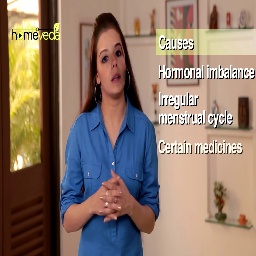 homeveda
Causes
Hormonal imbalance
Irregular
menstrual cycle
Certain medicines